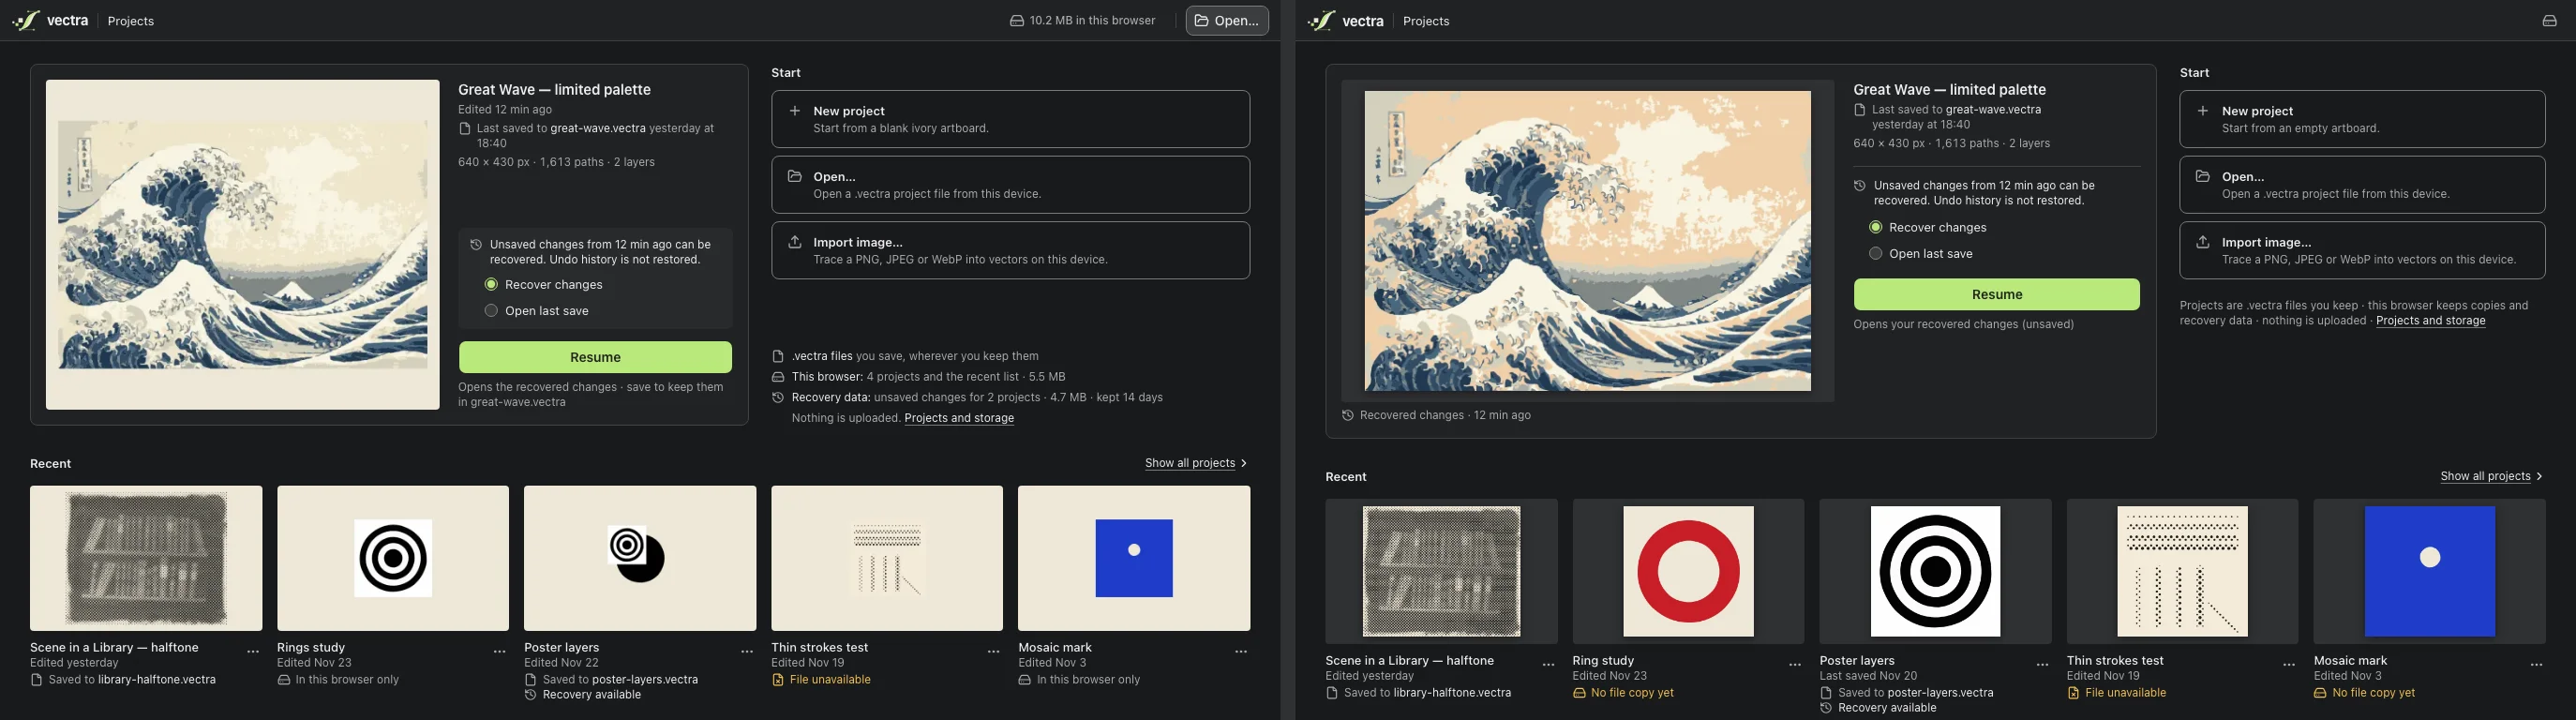 vectra
Projects
10.2 MB in this browser
Open...
Great Wave — limited palette
Edited 12 min ago
Last saved to great-wave.vectra yesterday at
18:40
640 × 430 px · 1,613 paths · 2 layers
Unsaved changes from 12 min ago can be
recovered. Undo history is not restored.
Recover changes
Open last save
Resume
Opens the recovered changes · save to keep them
in great-wave.vectra
Start
New project
Start from a blank ivory artboard.
Open...
Open a .vectra project file from this device.
Import image...
Trace a PNG, JPEG or WebP into vectors on this device.
.vectra files you save, wherever you keep them
This browser: 4 projects and the recent list · 5.5 MB
Recovery data: unsaved changes for 2 projects · 4.7 MB · kept 14 days
Nothing is uploaded. Projects and storage
Recent
Show all projects
Scene in a Library — halftone
Edited yesterday
Saved to library-halftone.vectra
Rings study
Edited Nov 23
In this browser only
Poster layers
Edited Nov 22
Saved to poster-layers.vectra
Recovery available
Thin strokes test
Edited Nov 19
File unavailable
Mosaic mark
Edited Nov 3
In this browser only
vectra
Projects
Great Wave — limited palette
Last saved to great-wave.vectra
yesterday at 18:40
640 × 430 px · 1,613 paths · 2 layers
Unsaved changes from 12 min ago can be
recovered. Undo history is not restored.
Recover changes
Open last save
Resume
Opens your recovered changes (unsaved)
Recovered changes · 12 min ago
Start
New project
Start from an empty artboard.
Open...
Open a .vectra project file from this device.
Import image...
Trace a PNG, JPEG or WebP into vectors on this device.
Projects are .vectra files you keep · this browser keeps copies and
recovery data · nothing is uploaded · Projects and storage
Recent
Show all projects
Scene in a Library — halftone
Edited yesterday
Saved to library-halftone.vectra
Ring study
Edited Nov 23
No file copy yet
Poster layers
Last saved Nov 20
Saved to poster-layers.vectra
Recovery available
Thin strokes test
Edited Nov 19
File unavailable
Mosaic mark
Edited Nov 3
No file copy yet